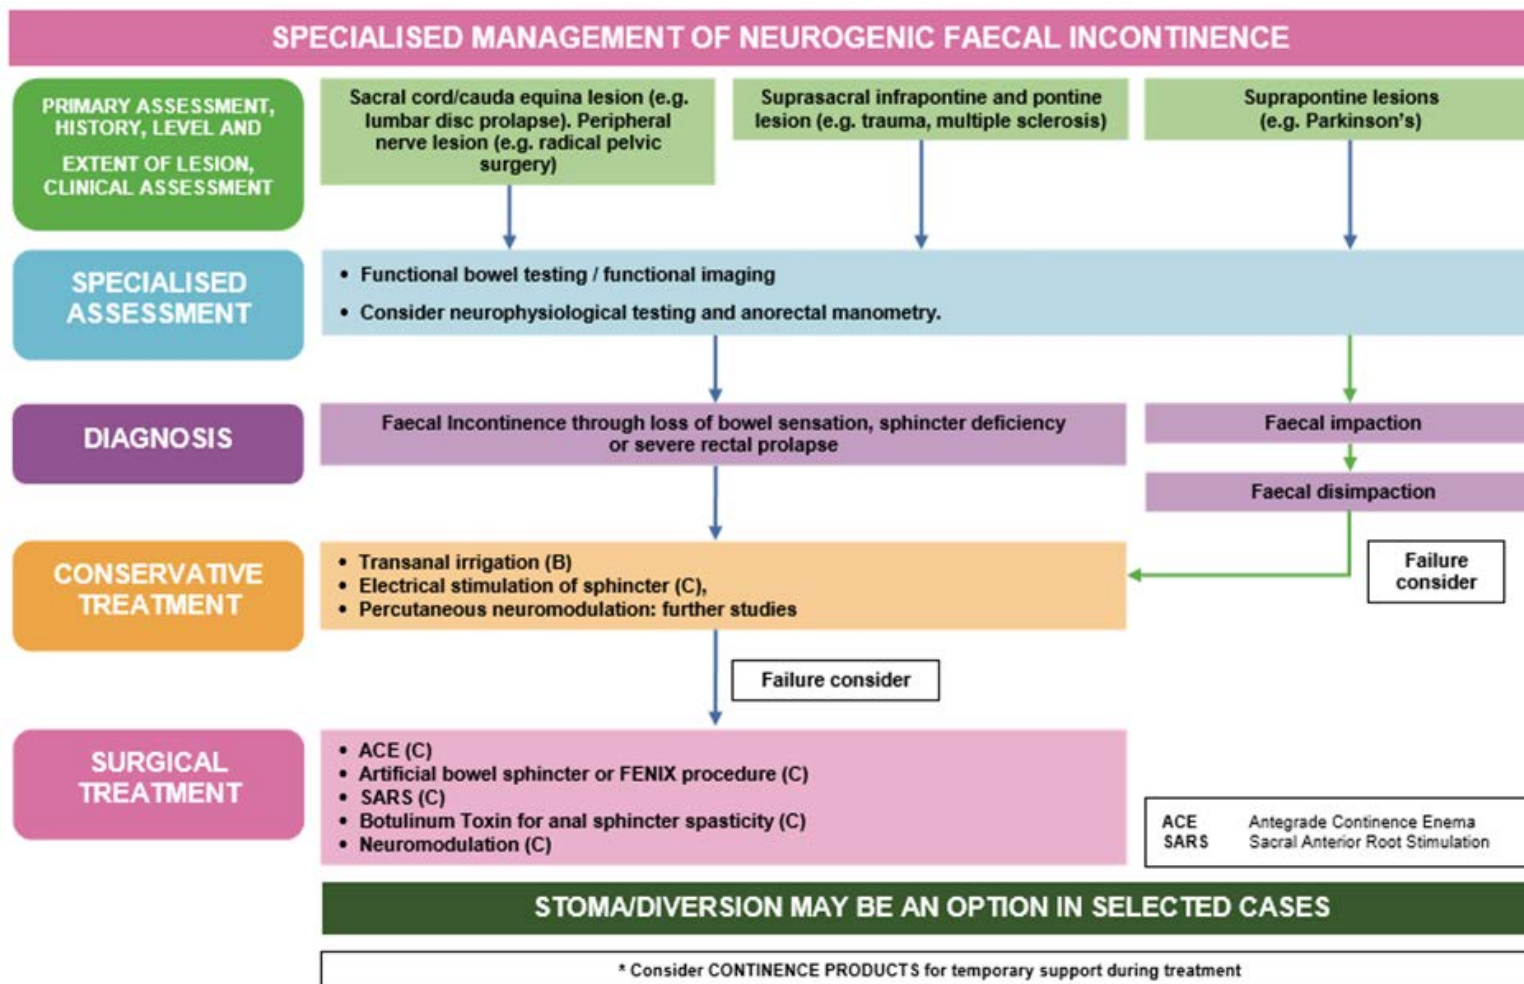 SPECIALISED MANAGEMENT OF NEUROGENIC FAECAL INCONTINENCE
PRIMARY ASSESSMENT,
HISTORY, LEVEL AND
EXTENT OF LESION,
CLINICAL ASSESSMENT
Sacral cord/cauda equina lesion (e.g.
lumbar disc prolapse). Peripheral
nerve lesion (e.g. radical pelvic
surgery)
Suprasacral infrapontine and pontine
lesion (e.g. trauma, multiple sclerosis)
Suprapontine lesions
(e.g. Parkinson's)
SPECIALISED
ASSESSMENT
• Functional bowel testing / functional imaging
• Consider neurophysiological testing and anorectal manometry.
DIAGNOSIS
Faecal Incontinence through loss of bowel sensation, sphincter deficiency
or severe rectal prolapse
Faecal impaction
Faecal disimpaction
CONSERVATIVE
TREATMENT
• Transanal irrigation (B)
• Electrical stimulation of sphincter (C),
• Percutaneous neuromodulation: further studies
Failure
consider
Failure consider
SURGICAL
TREATMENT
• ACE (C)
• Artificial bowel sphincter or FENIX procedure (C)
• SARS (C)
• Botulinum Toxin for anal sphincter spasticity (C)
• Neuromodulation (C)
ACE Antegrade Continence Enema
SARS Sacral Anterior Root Stimulation
STOMA/DIVERSION MAY BE AN OPTION IN SELECTED CASES
* Consider CONTINENCE PRODUCTS for temporary support during treatment